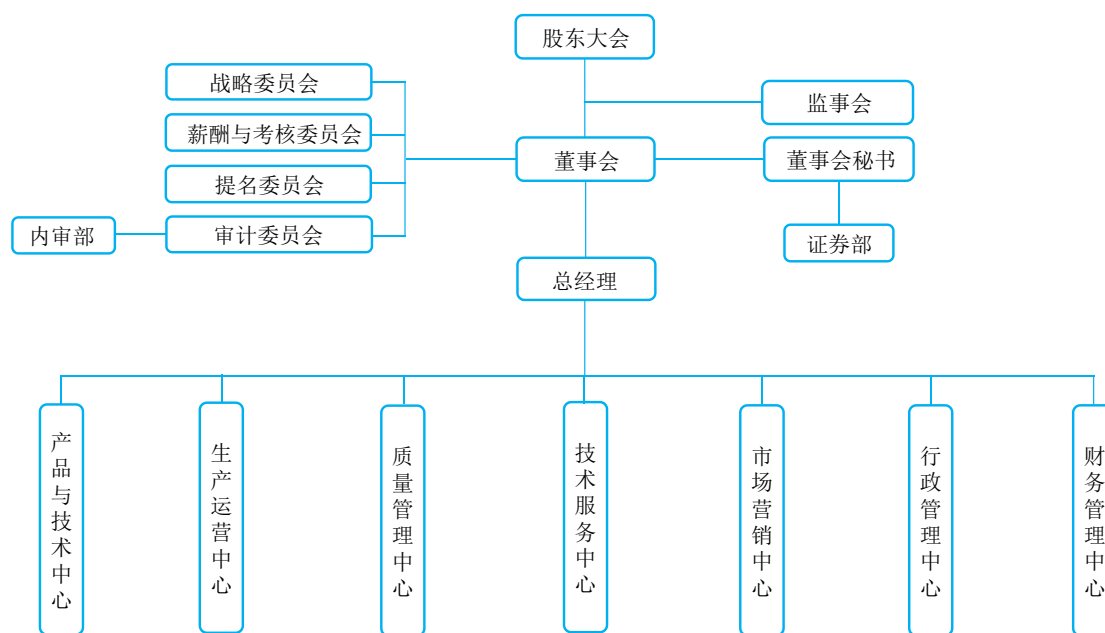 股东大会
战略委员会
监事会
薪酬与考核委员会
董事会
董事会秘书
提名委员会
内审部
审计委员会
证券部
总经理
产品与技术中心
生产运营中心
质量管理中心
技术服务中心
市场营销中心
行政管理中心
财务管理中心